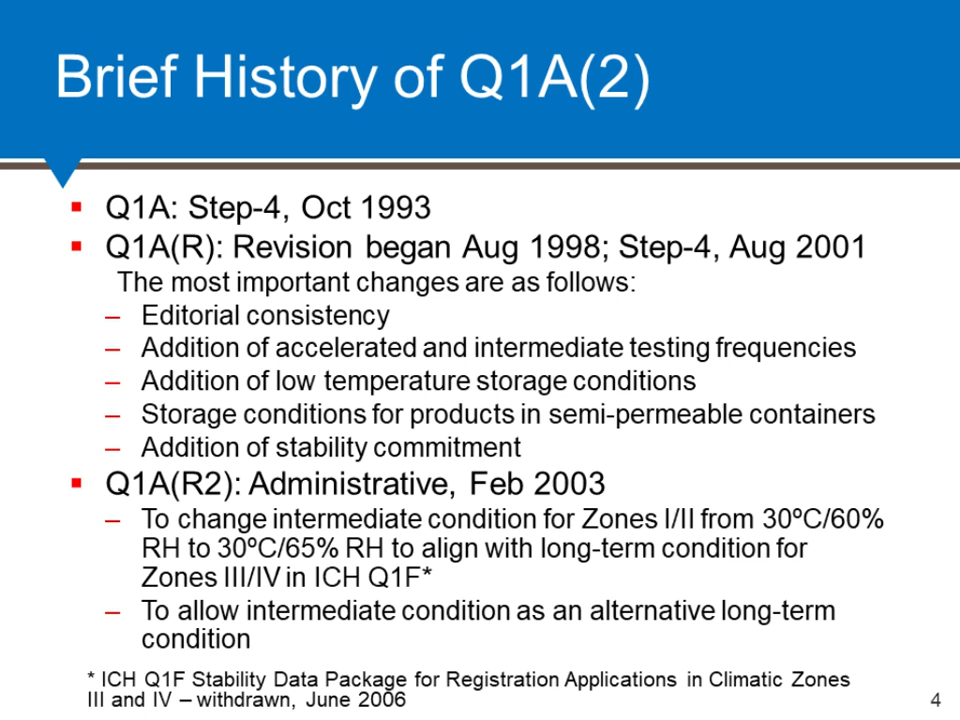 Brief History of Q1A(2)
▪ Q1A: Step-4, Oct 1993
▪ Q1A(R): Revision began Aug 1998; Step-4, Aug 2001
The most important changes are as follows:
– Editorial consistency
– Addition of accelerated and intermediate testing frequencies
– Addition of low temperature storage conditions
– Storage conditions for products in semi-permeable containers
– Addition of stability commitment
▪ Q1A(R2): Administrative, Feb 2003
– To change intermediate condition for Zones I/II from 30ºC/60%
RH to 30ºC/65% RH to align with long-term condition for
Zones III/IV in ICH Q1F*
– To allow intermediate condition as an alternative long-term
condition
* ICH Q1F Stability Data Package for Registration Applications in Climatic Zones
III and IV – withdrawn, June 2006
4